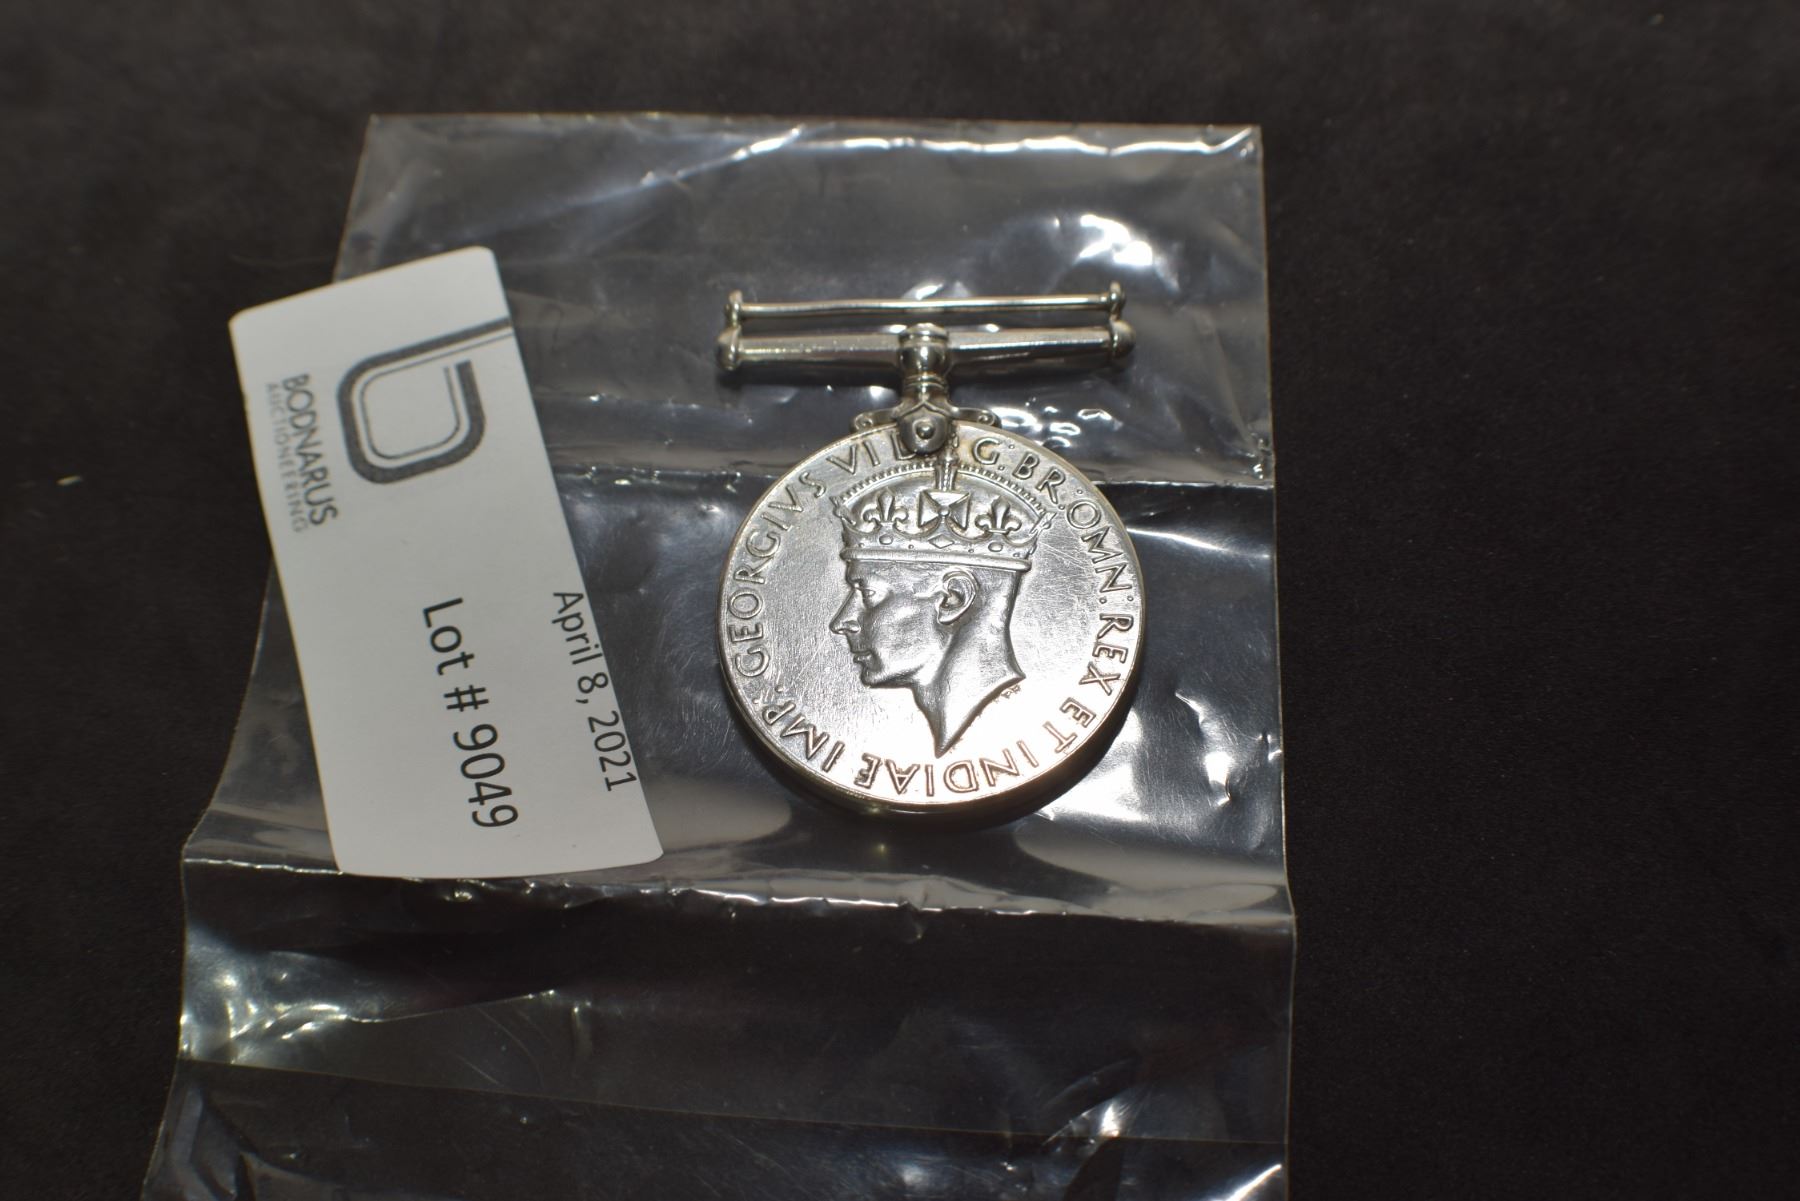 BODNARUS
AUCTIONEERING
April 8, 2021
Lot # 9049
GEORGIVS VI D: G: BR: OMN: REX ET INDIAE IMP: